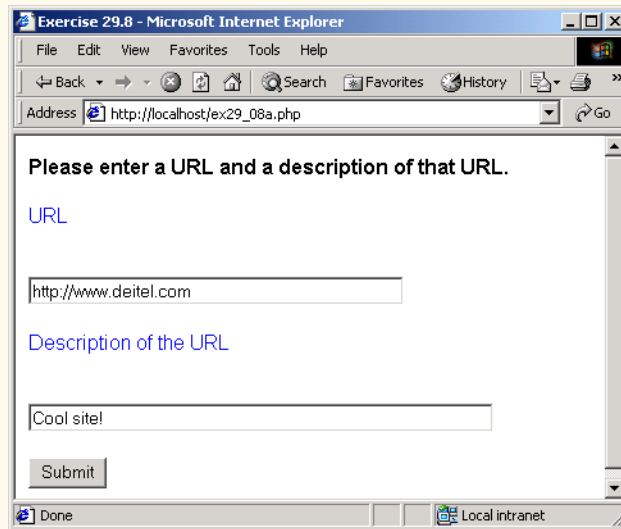 Exercise 29.8 - Microsoft Internet Explorer
File Edit View Favorites Tools Help
Back Search Favorites History »
Address http://localhost/ex29_08a.php Go
Please enter a URL and a description of that URL.
URL
http://www.deitel.com
Description of the URL
Cool site!
Submit
Done Local intranet